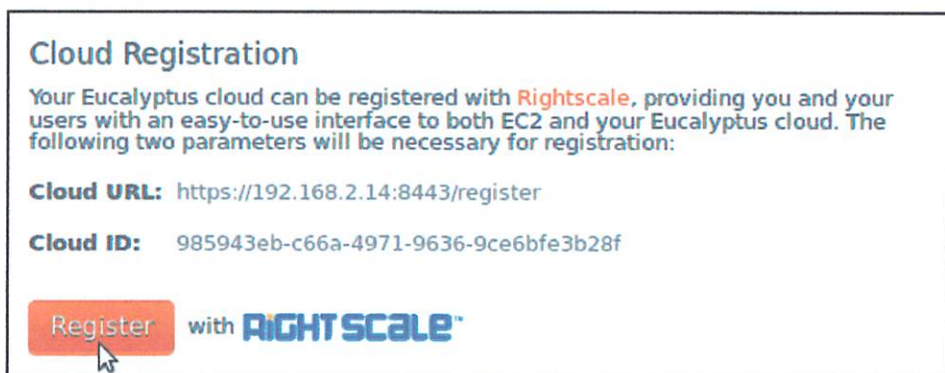 Cloud Registration
Your Eucalyptus cloud can be registered with Rightscale, providing you and your
users with an easy-to-use interface to both EC2 and your Eucalyptus cloud. The
following two parameters will be necessary for registration:
Cloud URL: https://192.168.2.14:8443/register
Cloud ID: 985943eb-c66a-4971-9636-9ce6bfe3b28f
Register with RiGHTSCaLe™